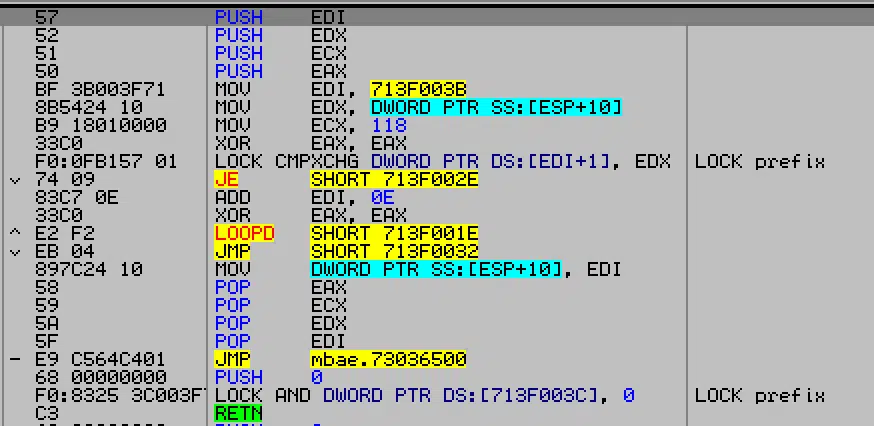 57 PUSH EDI
52 PUSH EDX
51 PUSH ECX
50 PUSH EAX
BF 3B003F71 MOV EDI, 713F003B
8B5424 10 MOV EDX, DWORD PTR SS:[ESP+10]
B9 18010000 MOV ECX, 118
33C0 XOR EAX, EAX
F0:0FB157 01 LOCK CMPXCHG DWORD PTR DS:[EDI+1], EDX LOCK prefix
74 09 JE SHORT 713F002E
83C7 0E ADD EDI, 0E
33C0 XOR EAX, EAX
^ E2 F2 LOOPD SHORT 713F001E
EB 04 JMP SHORT 713F0032
897C24 10 MOV DWORD PTR SS:[ESP+10], EDI
58 POP EAX
59 POP ECX
5A POP EDX
5F POP EDI
- E9 C564C401 JMP mbae.73036500
68 00000000 PUSH 0
F0:8325 3C003F LOCK AND DWORD PTR DS:[713F003C], 0 LOCK prefix
C3 RETN